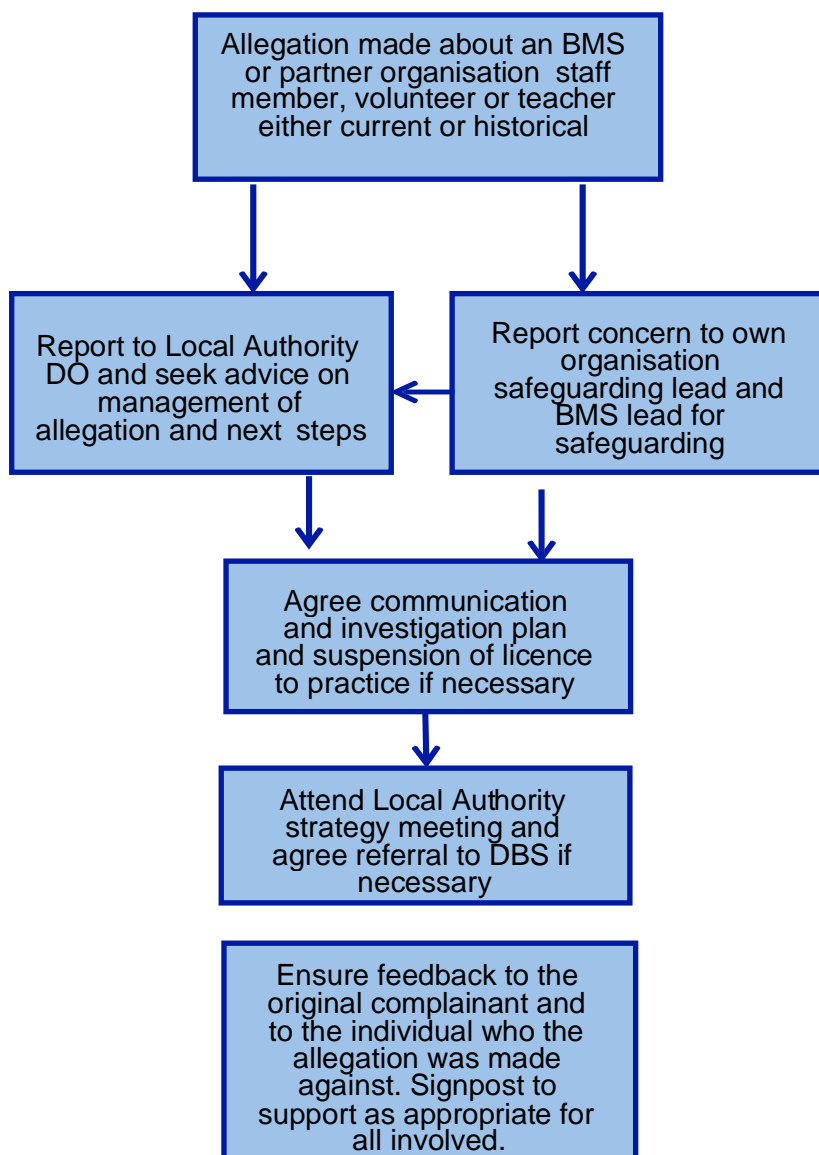 Allegation made about an BMS
or partner organisation staff
member, volunteer or teacher
either current or historical
Report to Local Authority
DO and seek advice on
management of
allegation and next steps
Report concern to own
organisation
safeguarding lead and
BMS lead for
safeguarding
Agree communication
and investigation plan
and suspension of licence
to practice if necessary
Attend Local Authority
strategy meeting and
agree referral to DBS if
necessary
Ensure feedback to the
original complainant and
to the individual who the
allegation was made
against. Signpost to
support as appropriate for
all involved.